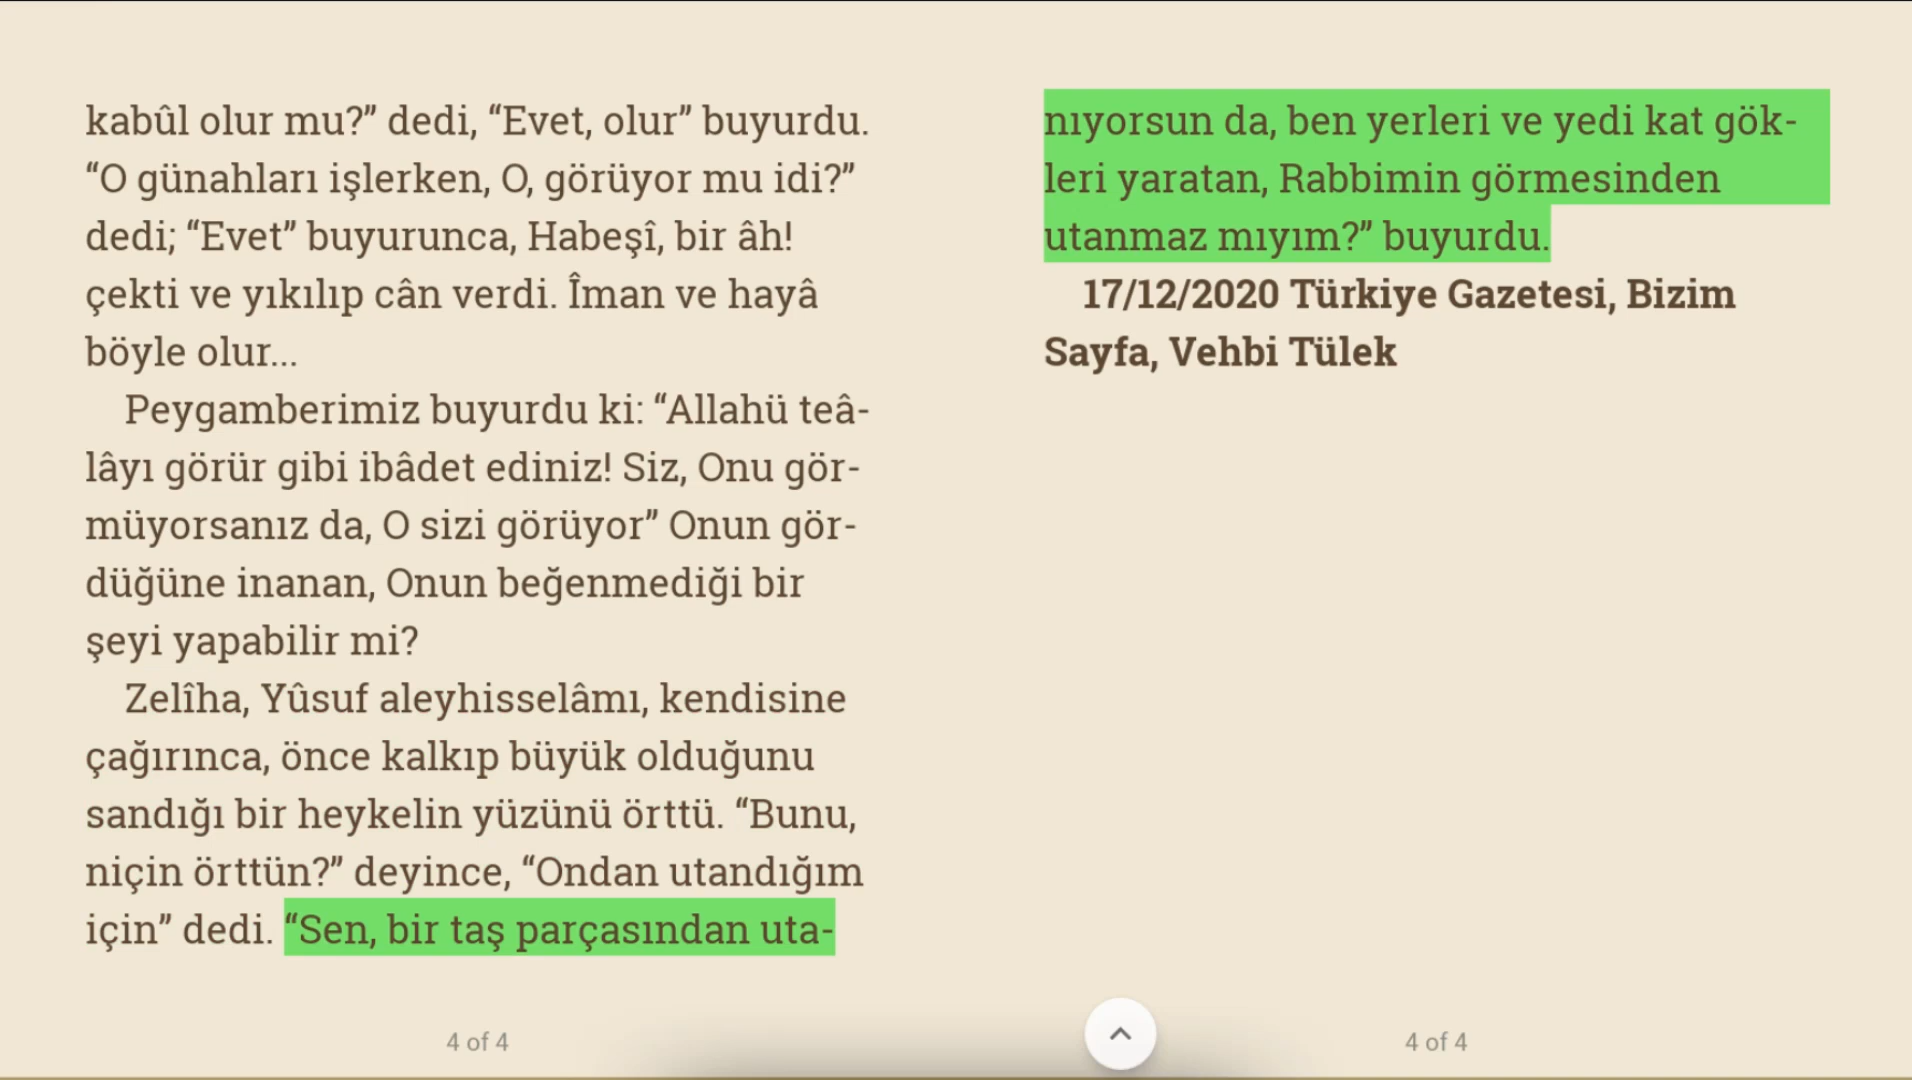 kabûl olur mu?” dedi, “Evet, olur” buyurdu.
“O günahları işlerken, O, görüyor mu idi?”
dedi; “Evet” buyurunca, Habeşî, bir âh!
çekti ve yıkılıp cân verdi. Îman ve hayâ
böyle olur...
Peygamberimiz buyurdu ki: “Allahü teâ-
lâyı görür gibi ibâdet ediniz! Siz, Onu gör-
müyorsanız da, O sizi görüyor” Onun gör-
düğüne inanan, Onun beğenmediği bir
şeyi yapabilir mi?
Zelîha, Yûsuf aleyhisselâmı, kendisine
çağırınca, önce kalkıp büyük olduğunu
sandığı bir heykelin yüzünü örttü. “Bunu,
niçin örttün?” deyince, “Ondan utandığım
için” dedi. “Sen, bir taş parçasından uta-
4 of 4
nıyorsun da, ben yerleri ve yedi kat gök-
leri yaratan, Rabbimin görmesinden
utanmaz mıyım?” buyurdu.
17/12/2020 Türkiye Gazetesi, Bizim
Sayfa, Vehbi Tülek
4 of 4